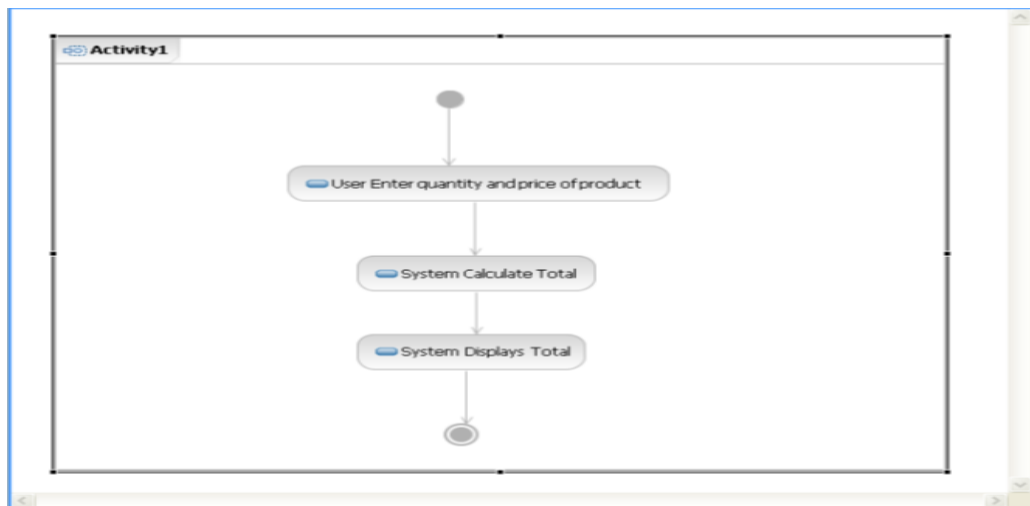 Activity1
User Enter quantity and price of product
System Calculate Total
System Displays Total